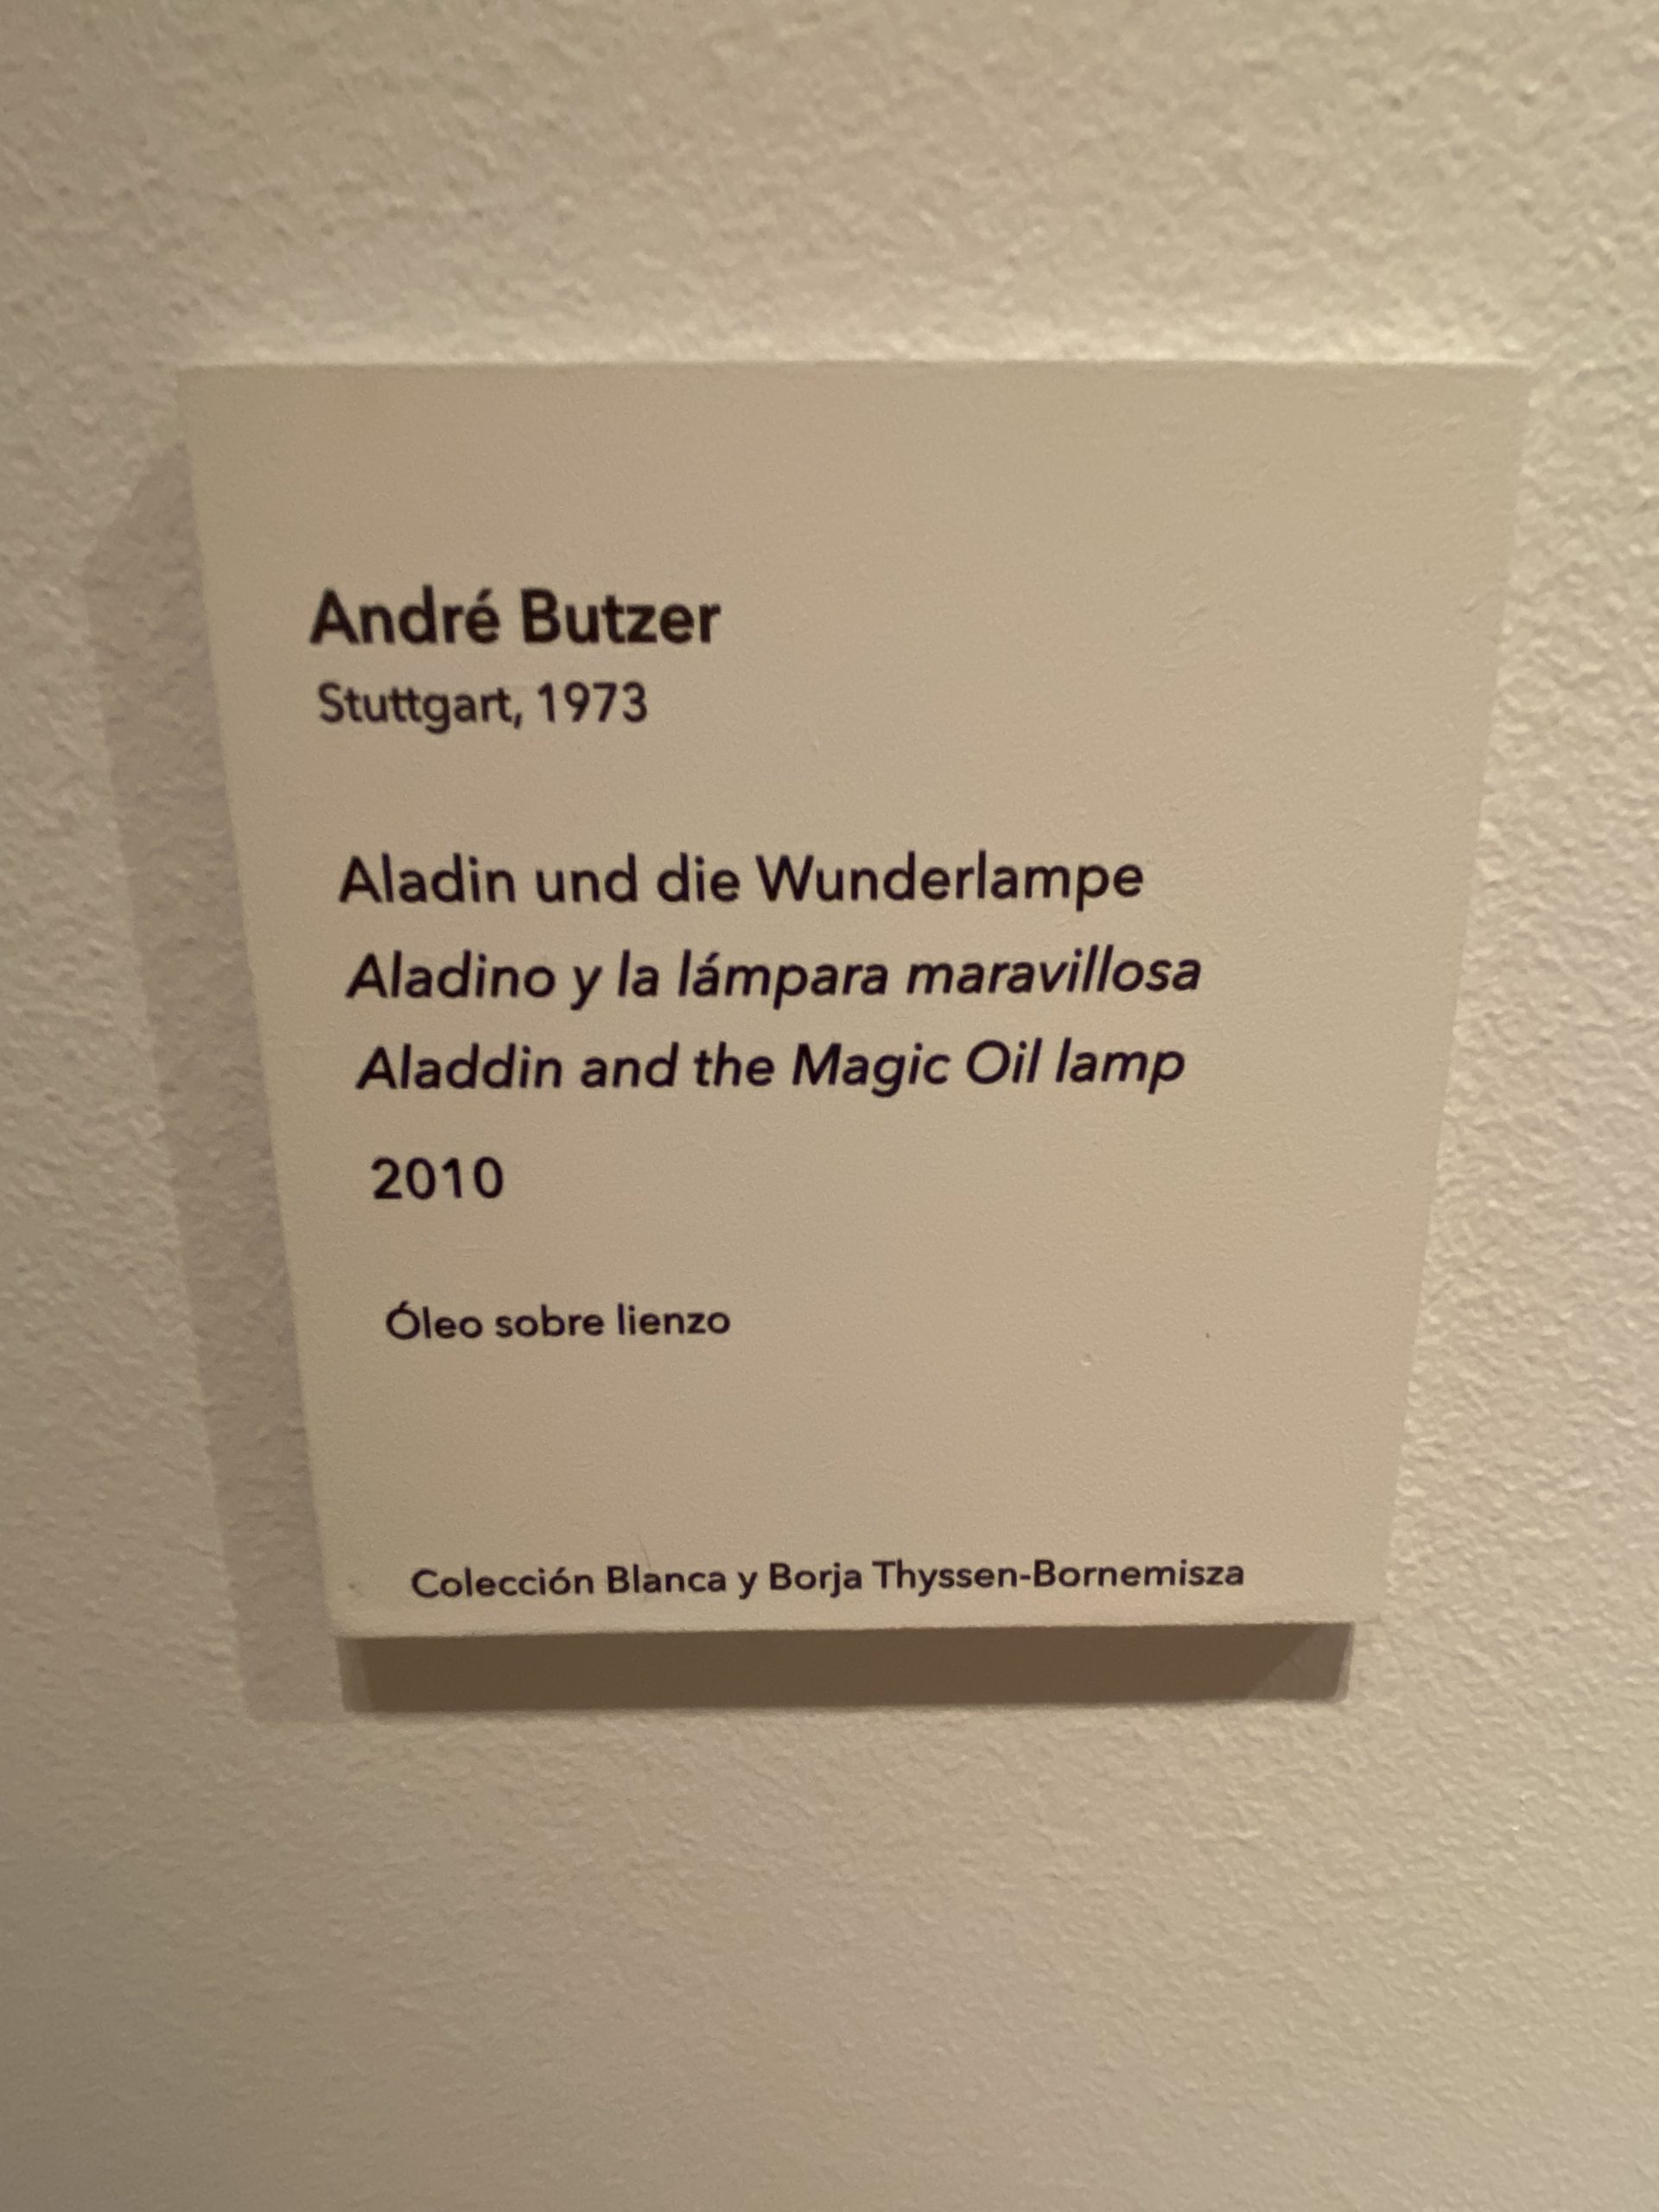 André Butzer
Stuttgart, 1973
Aladin und die Wunderlampe
Aladino y la lámpara maravillosa
Aladdin and the Magic Oil lamp
2010
Óleo sobre lienzo
Colección Blanca y Borja Thyssen-Bornemisza